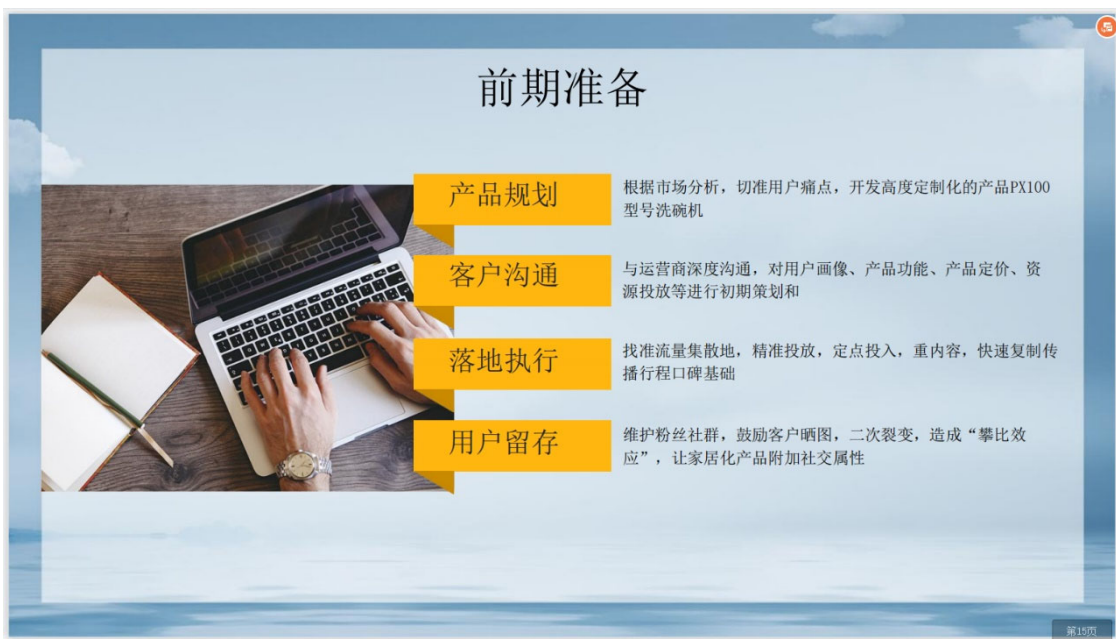 前期准备
产品规划
根据市场分析，切准用户痛点，开发高度定制化的产品PX100
型号洗碗机
客户沟通
与运营商深度沟通，对用户画像、产品功能、产品定价、资
源投放等进行初期策划和
落地执行
找准流量集散地，精准投放，定点投入，重内容，快速复制传
播行程口碑基础
用户留存
维护粉丝社群，鼓励客户晒图，二次裂变，造成“攀比效
应”，让家居化产品附加社交属性
第15页